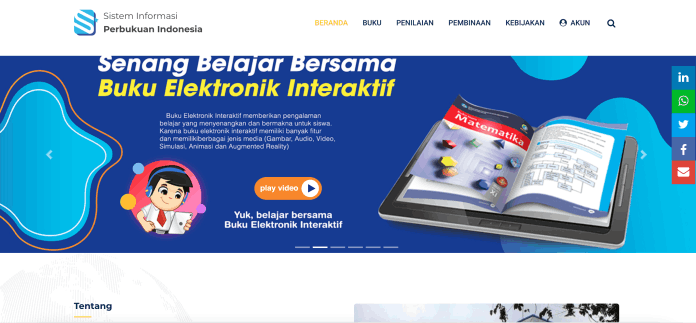 Sistem Informasi
Perbukuan Indonesia
BERANDA BUKU PENILAIAN PEMBINAAN KEBIJAKAN AKUN
Senang Belajar Bersama
Buku Elektronik Interaktif
Buku Elektronik Interaktif memberikan pengalaman
belajar yang menyenangkan dan bermakna untuk siswa.
Karena buku elektronik interaktif memiliki banyak fitur
dan memilikiberbagai jenis media (Gambar, Audio, Video,
Simulasi, Animasi dan Augmented Reality)
play video
Yuk, belajar bersama
Buku Elektronik Interaktif
Matematika
Tentang